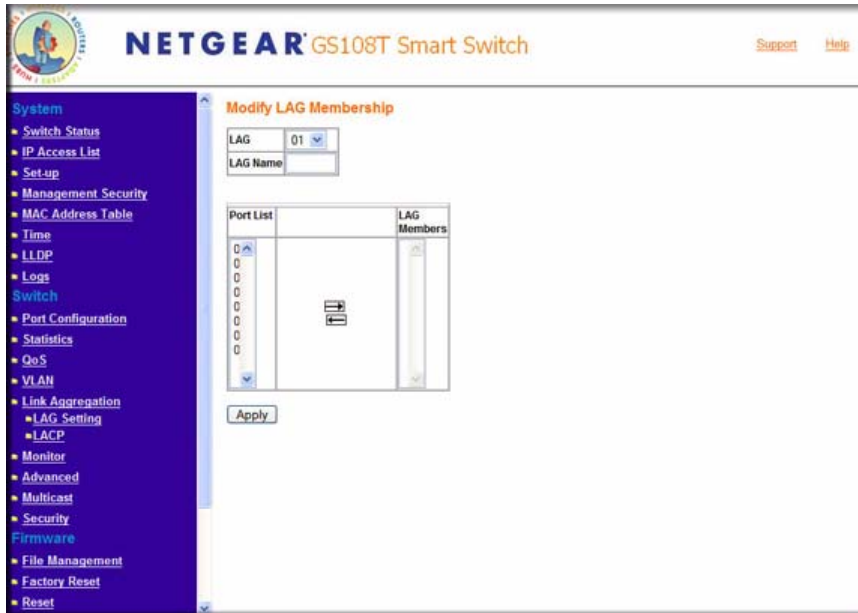 ROUTERS
HUBS
NETGEAR GS108T Smart Switch
Support
Help
System
Switch Status
IP Access List
Set-up
Management Security
MAC Address Table
Time
LLDP
Logs
Switch
Port Configuration
Statistics
QoS
VLAN
Link Aggregation
LAG Setting
LACP
Monitor
Advanced
Multicast
Security
Firmware
File Management
Factory Reset
Reset
Modify LAG Membership
LAG 01
LAG Name
Port List
LAG
Members
0
0
0
0
0
0
0
0
Apply